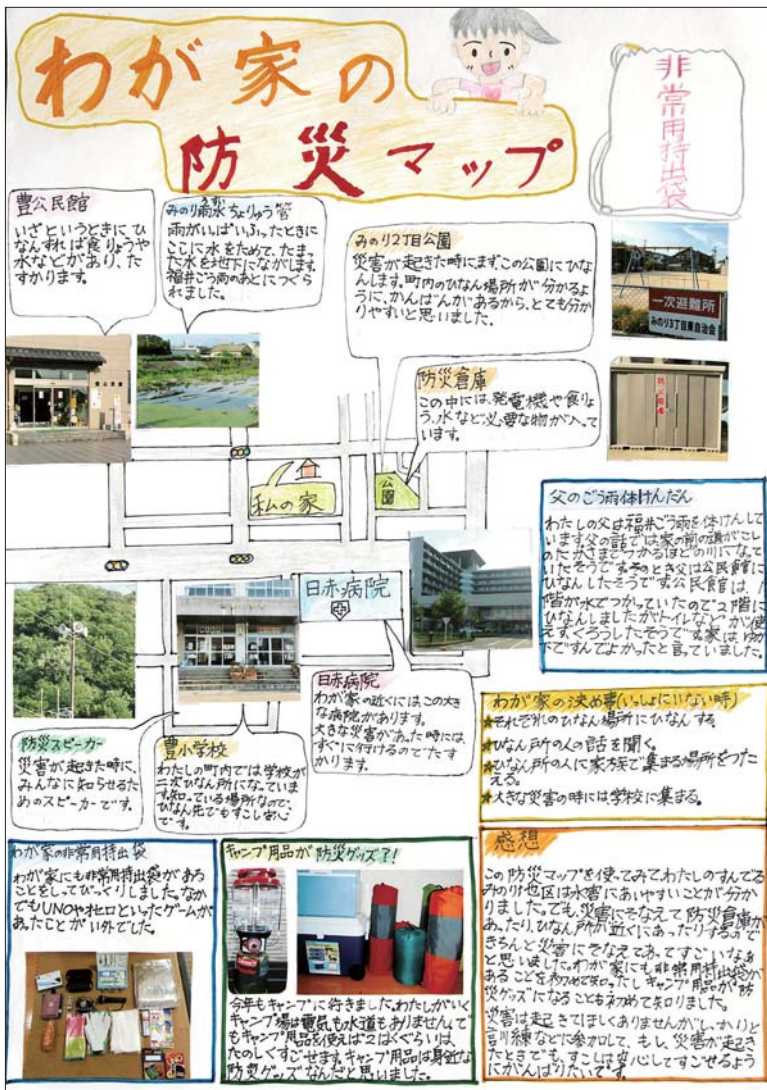 わが家の
防災マップ
非常用持出袋
豊公民館
いざというときに、ひ
なんすれば食りょうや
水などがあり、た
すかります。
みのり雨水ちょりゅう管
雨がいっぱいふったときに
ここに水をためて、たまっ
た水を地下にながします。
福井ごう雨のあとにつくら
れました。
みのり2丁目公園
災害が起きた時にまず、この公園にひな
んします。町内のひなん場所が分かるよ
うに、かんばんがあるから、とても分か
りやすいと思いました。
一次避難所
みのり3丁目東自治会
防災倉庫
この中には、発電機や食りょ
う、水など必要な物が入って
います。
防災倉庫
私の家
公園
日赤病院
父のごう雨体けんだん
わたしの父は福井ごう雨を体けんして
います。父の話では家の前の道がこし
のたかさまでつかるほどの川になって
いたそうです。そのとき父は公民館に
ひなんしたそうです。公民館は、1
階が水でつかっていたので2階に
ひなんしましたがトイレなどが使
えず、くろうしたそうです。家は、ゆか
下ですんでよかったと言っていました。
日赤病院
わが家の近くにはこの大き
な病院があります。
大きな災害があった時には、
すぐに行けるのでたす
かります。
わが家の決め事(いっしょにいない時)
★それぞれのひなん場所にひなんする。
★ひなん所の人の話を聞く。
★ひなん所の人に家族で集まる場所をつた
える。
★大きな災害の時には学校に集まる。
防災スピーカー
災害が起きた時に、
みんなに知らせるた
めのスピーカーです。
豊小学校
わたしの町内では学校が
二次ひなん所になっていま
す。知っている場所なので、
ひなん先でもすこし安心
です。
わが家の非常用持出袋
わが家にも非常用持出袋がある
ことをしってびっくりしました。なか
でもUNOやオセロといったゲームが
あったことがい外でした。
キャンプ用品が防災グッズ?!
今年もキャンプに行きました。わたしがいく
キャンプ場は電気も水道もありません。で
もキャンプ用品を使えば2はくぐらいは、
たのしくすごせます。キャンプ用品は身近な
防災グッズなんだと思いました。
感想
この防災マップを使ってみてわたしのすんでる
みのり地区は水害にあいやすいことが分か
りました。でも、災害にそなえて防災倉庫が
あったり、ひなん所が近くにあったりするので
きちんと災害にそなえてあってすごいなぁ
と思いました。わが家にも非常用持出袋が
あることを初めて知ったしキャンプ用品が防
災グッズになることも初めて知りました。
災害は起きてほしくありませんがしっかりと
訓練などに参加して、もし、災害が起き
たときでも、すこしは安心してすごせるよう
にがんばりたいです。